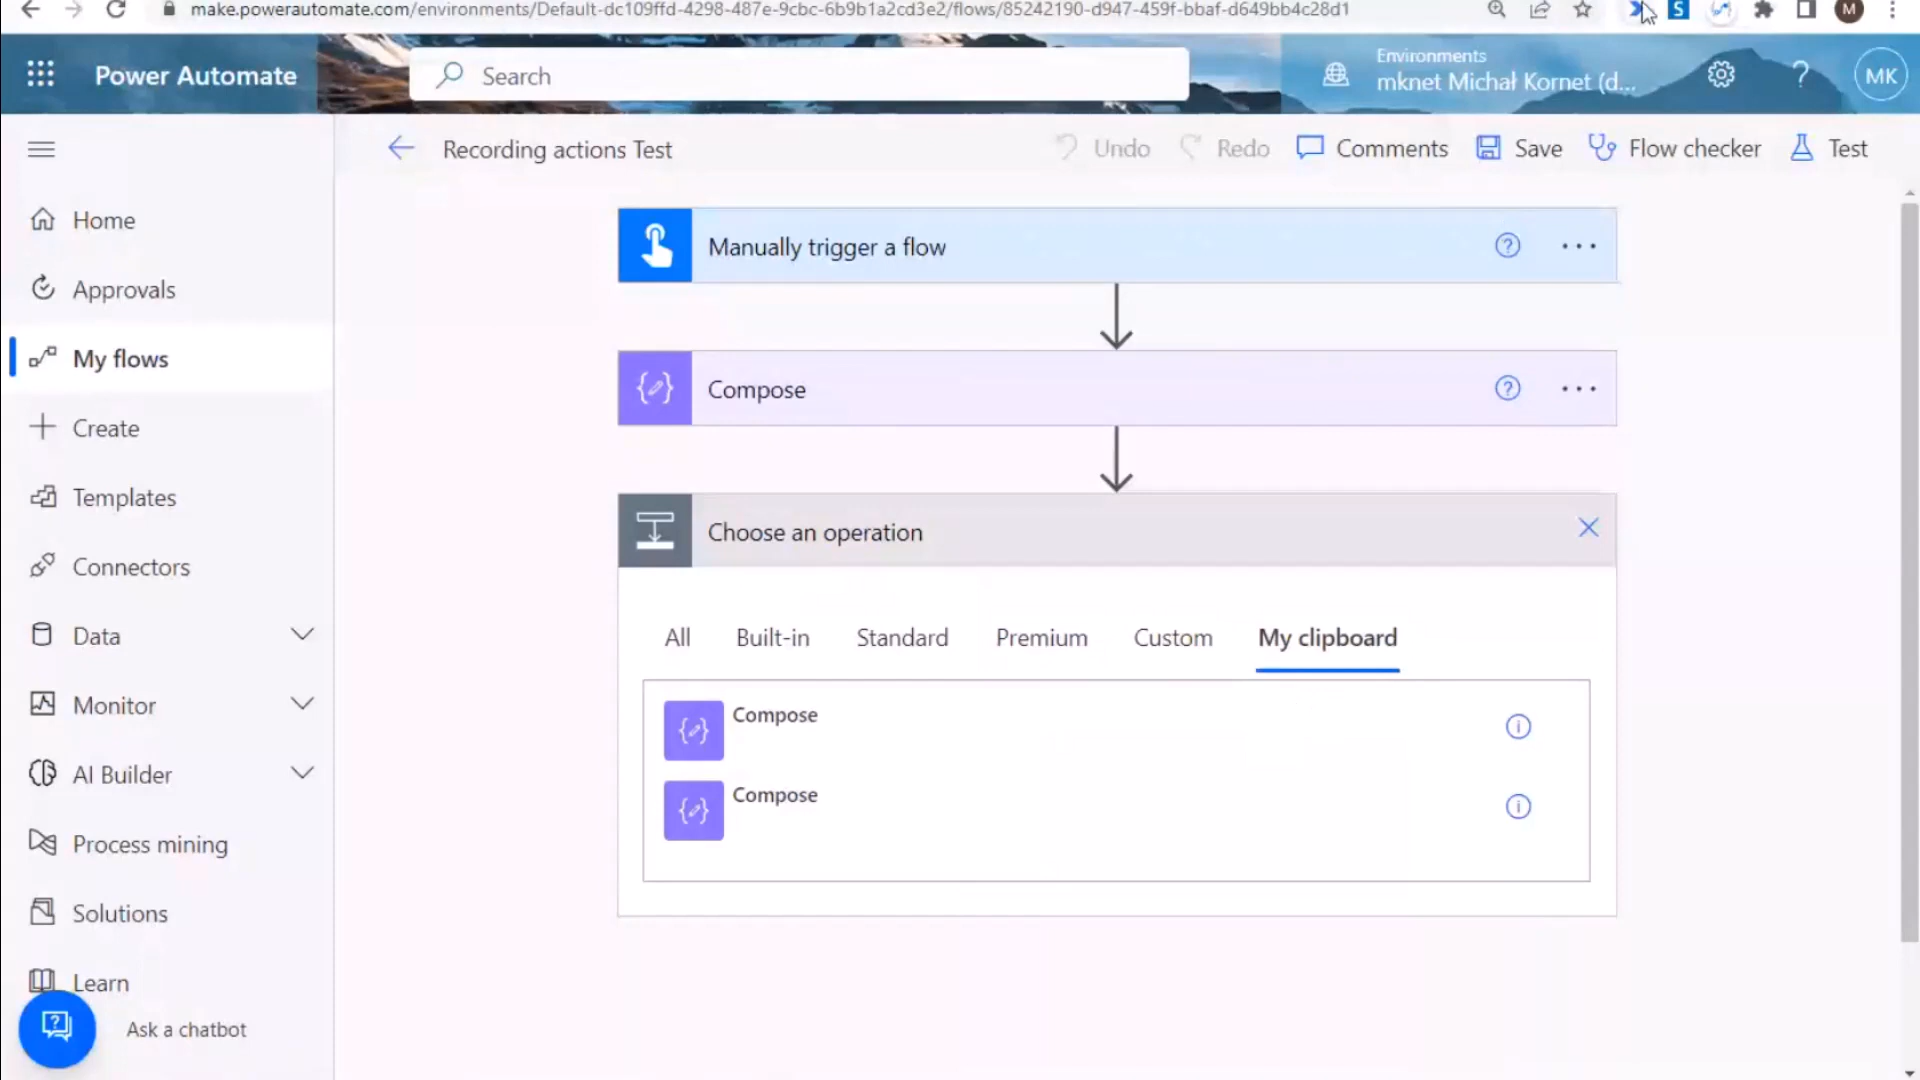 make.powerautomate.com/environments/Default-dc109ffd-4298-487e-9cbc-6b9b1a2cd3e2/flows/85242190-d947-459f-bbaf-d649bb4c28d1
S
M
Power Automate
Search
Environments
mknet Michał Kornet (d...
?
MK
Recording actions Test
Undo
Redo
Comments
Save
Flow checker
Test
Home
Approvals
My flows
Create
Templates
Connectors
Data
Monitor
AI Builder
Process mining
Solutions
Learn
Ask a chatbot
Manually trigger a flow
Compose
Choose an operation
All
Built-in
Standard
Premium
Custom
My clipboard
Compose
Compose